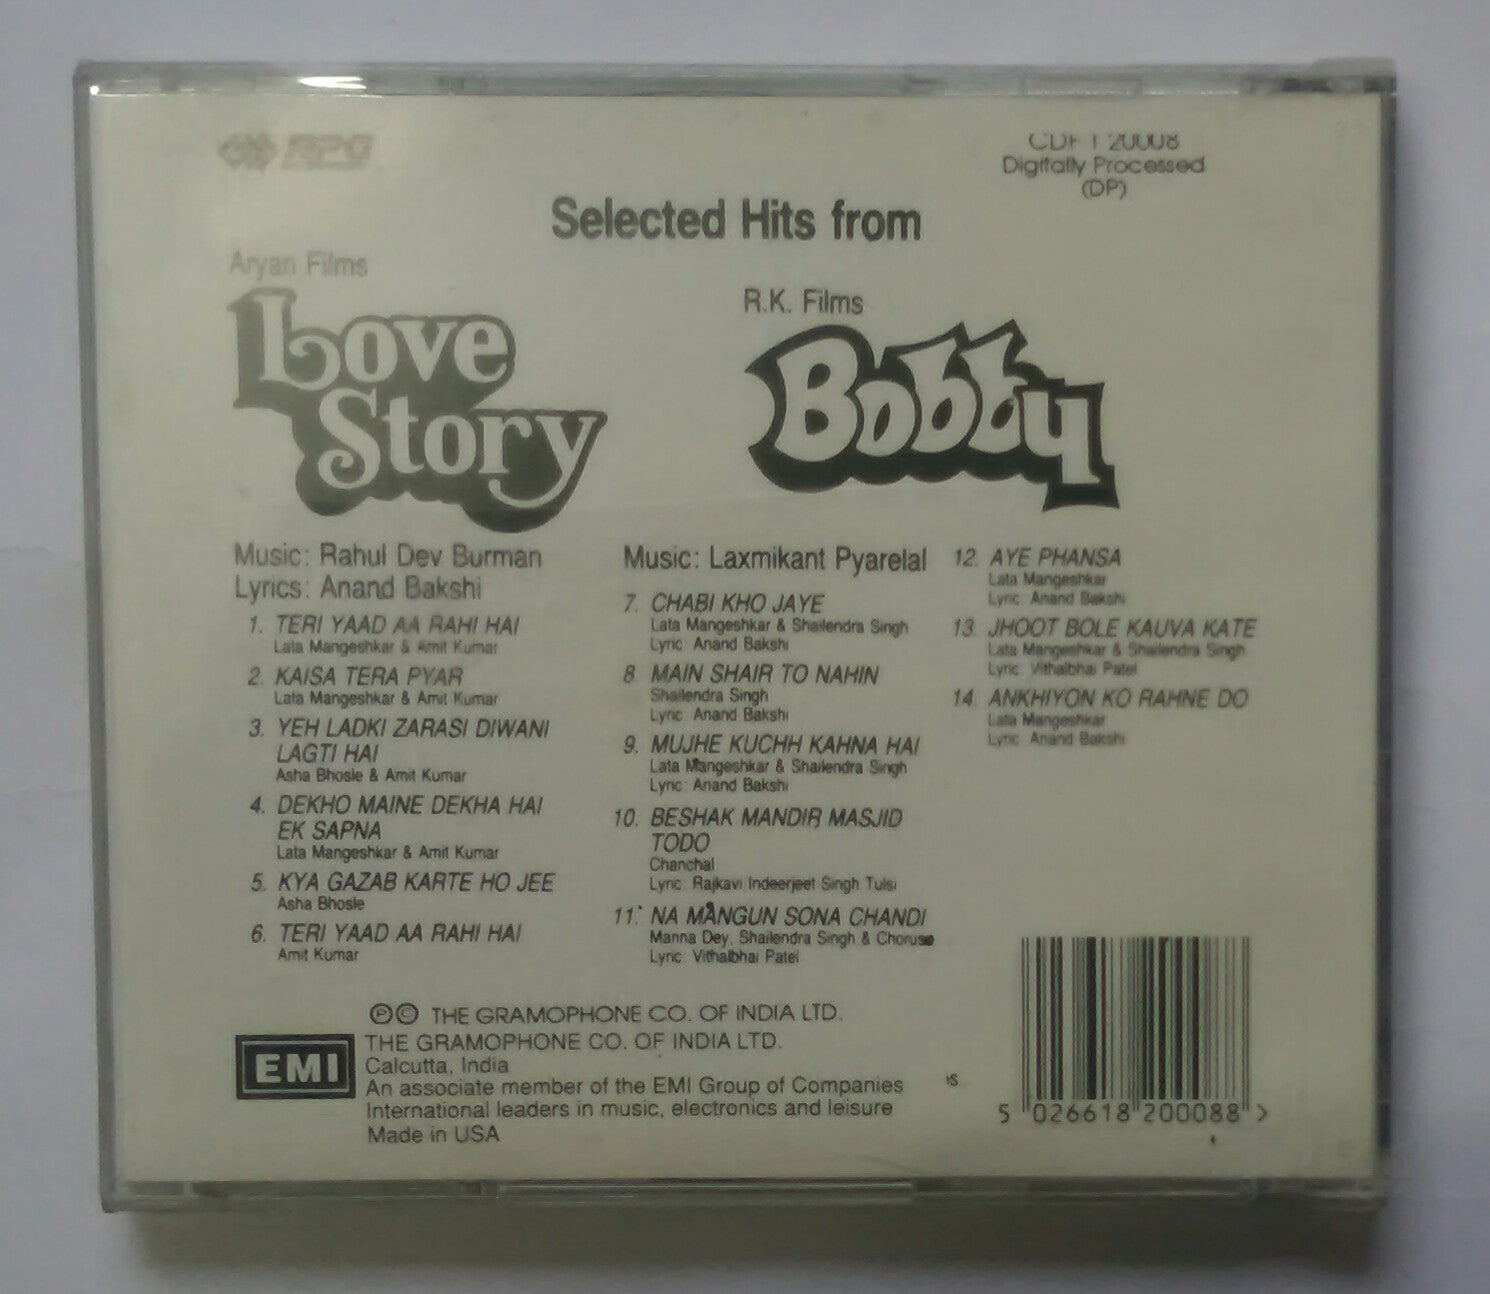 RPG
CDF 1 20008
Digitally Processed
(DP)
Selected Hits from
Aryan Films
Love
Story
R.K. Films
Bobby
Music: Rahul Dev Burman
Lyrics: Anand Bakshi
1. TERI YAAD AA RAHI HAI
Lata Mangeshkar & Amit Kumar
2. KAISA TERA PYAR
Lata Mangeshkar & Amit Kumar
3. YEH LADKI ZARASI DIWANI
LAGTI HAI
Asha Bhosle & Amit Kumar
4. DEKHO MAINE DEKHA HAI
EK SAPNA
Lata Mangeshkar & Amit Kumar
5. KYA GAZAB KARTE HO JEE
Asha Bhosle
6. TERI YAAD AA RAHI HAI
Amit Kumar
Music: Laxmikant Pyarelal
7. CHABI KHO JAYE
Lata Mangeshkar & Shailendra Singh
Lyric: Anand Bakshi
8 MAIN SHAIR TO NAHIN
Shailendra Singh
Lyric: Anand Bakshi
9. MUJHE KUCHH KAHNA HAI
Lata Mangeshkar & Shailendra Singh
Lyric: Anand Bakshi
10. BESHAK MANDIR MASJID
TODO
Chanchal
Lyric: Rajkavi Indeerjeet Singh Tulsi
11. NA MANGUN SONA CHANDI
Manna Dey, Shailendra Singh & Choruse
Lyric: Vithalbhai Patel
12. AYE PHANSA
Lata Mangeshkar
Lyric: Anand Bakshi
13. JHOOT BOLE KAUVA KATE
Lata Mangeshkar & Shailendra Singh
Lyric: Vithalbhai Patel
14. ANKHIYON KO RAHNE DO
Lata Mangeshkar
Lyric: Anand Bakshi
℗© THE GRAMOPHONE CO. OF INDIA LTD.
EMI
THE GRAMOPHONE CO. OF INDIA LTD.
Calcutta, India
An associate member of the EMI Group of Companies
International leaders in music, electronics and leisure
Made in USA
5 026618 200088 >